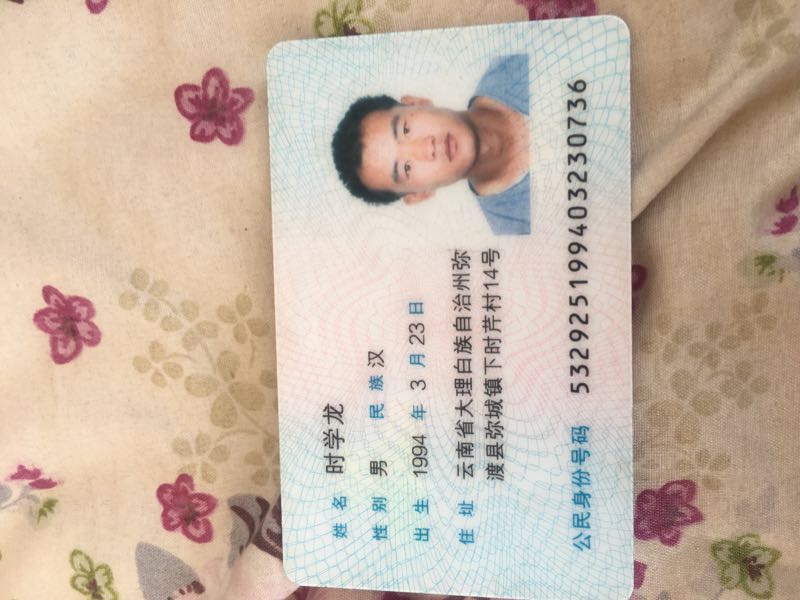 姓名 时学龙
性别 男 民族 汉
出生 1994 年 3 月 23 日
住址 云南省大理白族自治州弥
渡县弥城镇下时芹村14号
公民身份号码 532925199403230736